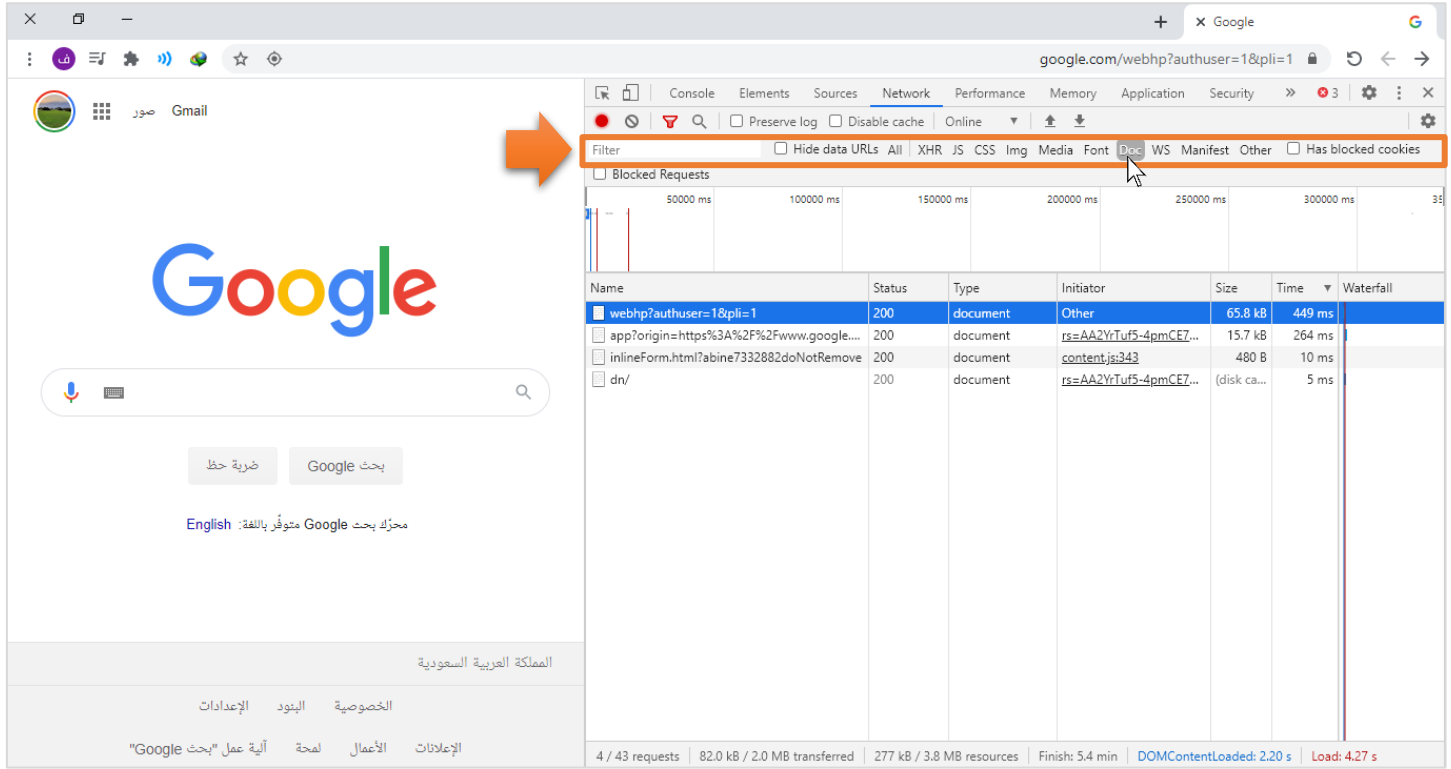 Google
google.com/webhp?authuser=1&pli=1
ف
Gmail صور
Google
بحث Google ضربة حظ
محرّك بحث Google متوفّر باللغة: English
المملكة العربية السعودية
الخصوصية البنود الإعدادات
الإعلانات الأعمال لمحة آلية عمل "بحث Google"
Console Elements Sources Network Performance Memory Application Security » 3
Preserve log Disable cache Online
Filter Hide data URLs All XHR JS CSS Img Media Font Doc WS Manifest Other Has blocked cookies
Blocked Requests
50000 ms 100000 ms 150000 ms 200000 ms 250000 ms 300000 ms 35
Name Status Type Initiator Size Time Waterfall
webhp?authuser=1&pli=1 200 document Other 65.8 kB 449 ms
app?origin=https%3A%2F%2Fwww.google.... 200 document rs=AA2YrTuf5-4pmCE7... 15.7 kB 264 ms
inlineForm.html?abine7332882doNotRemove 200 document content.js:343 480 B 10 ms
dn/ 200 document rs=AA2YrTuf5-4pmCE7... (disk ca... 5 ms
4 / 43 requests 82.0 kB / 2.0 MB transferred 277 kB / 3.8 MB resources Finish: 5.4 min DOMContentLoaded: 2.20 s Load: 4.27 s